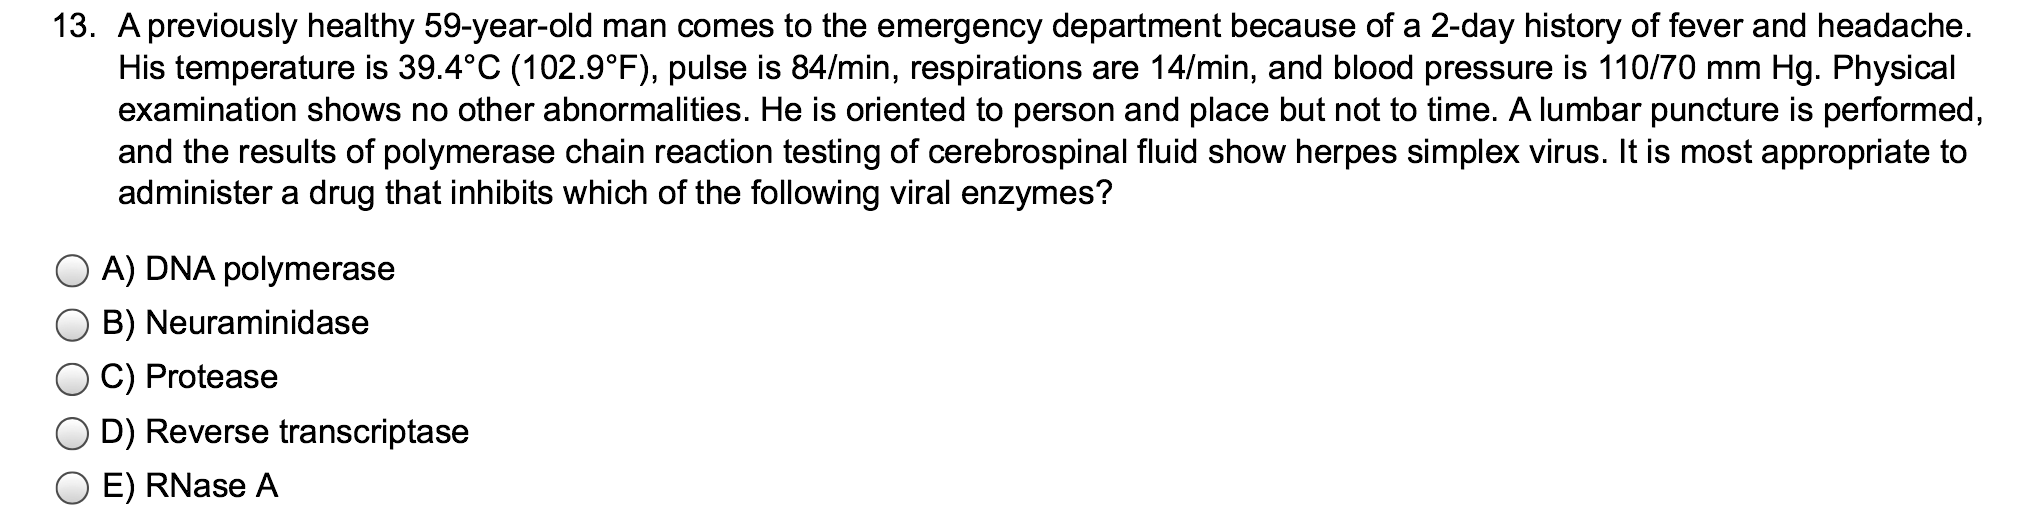 13. A previously healthy 59-year-old man comes to the emergency department because of a 2-day history of fever and headache.
His temperature is 39.4°C (102.9°F), pulse is 84/min, respirations are 14/min, and blood pressure is 110/70 mm Hg. Physical
examination shows no other abnormalities. He is oriented to person and place but not to time. A lumbar puncture is performed,
and the results of polymerase chain reaction testing of cerebrospinal fluid show herpes simplex virus. It is most appropriate to
administer a drug that inhibits which of the following viral enzymes?
A) DNA polymerase
B) Neuraminidase
C) Protease
D) Reverse transcriptase
E) RNase A